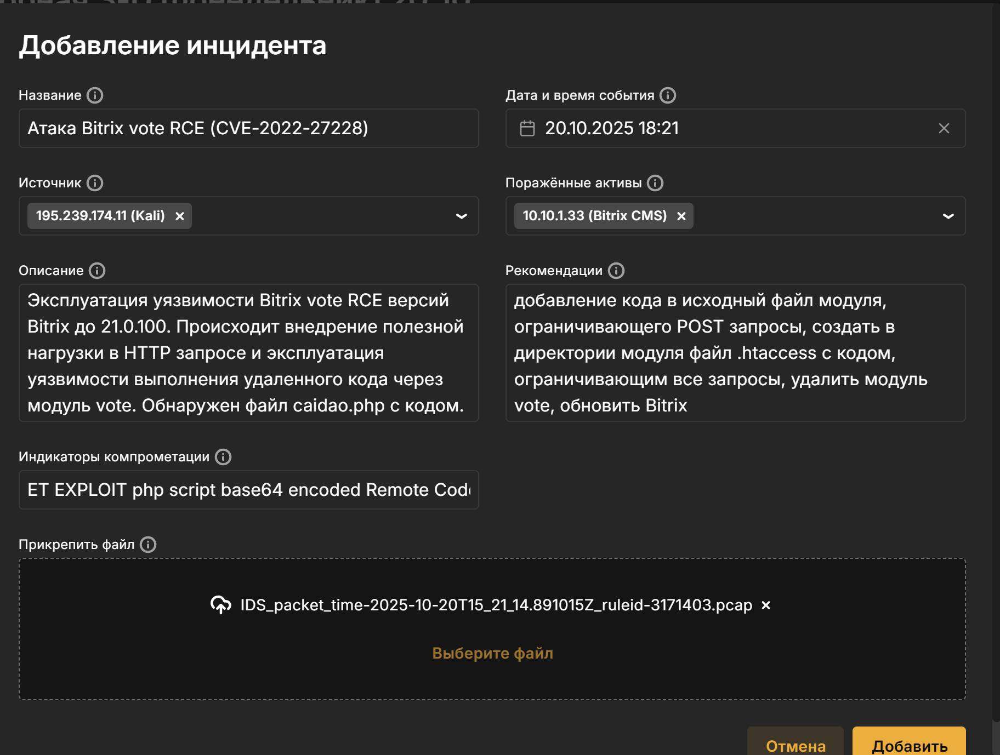 Добавление инцидента
Название
Дата и время события
Атака Bitrix vote RCE (CVE-2022-27228)
20.10.2025 18:21
Источник
Поражённые активы
195.239.174.11 (Kali)
10.10.1.33 (Bitrix CMS)
Описание
Рекомендации
Эксплуатация уязвимости Bitrix vote RCE версий
Bitrix до 21.0.100. Происходит внедрение полезной
нагрузки в HTTP запросе и эксплуатация
уязвимости выполнения удаленного кода через
модуль vote. Обнаружен файл caidao.php с кодом.
добавление кода в исходный файл модуля,
ограничивающего POST запросы, создать в
директории модуля файл .htaccess с кодом,
ограничивающим все запросы, удалить модуль
vote, обновить Bitrix
Индикаторы компрометации
ET EXPLOIT php script base64 encoded Remote Code
Прикрепить файл
IDS_packet_time-2025-10-20T15_21_14.891015Z_ruleid-3171403.pcap
Выберите файл
Отмена
Добавить